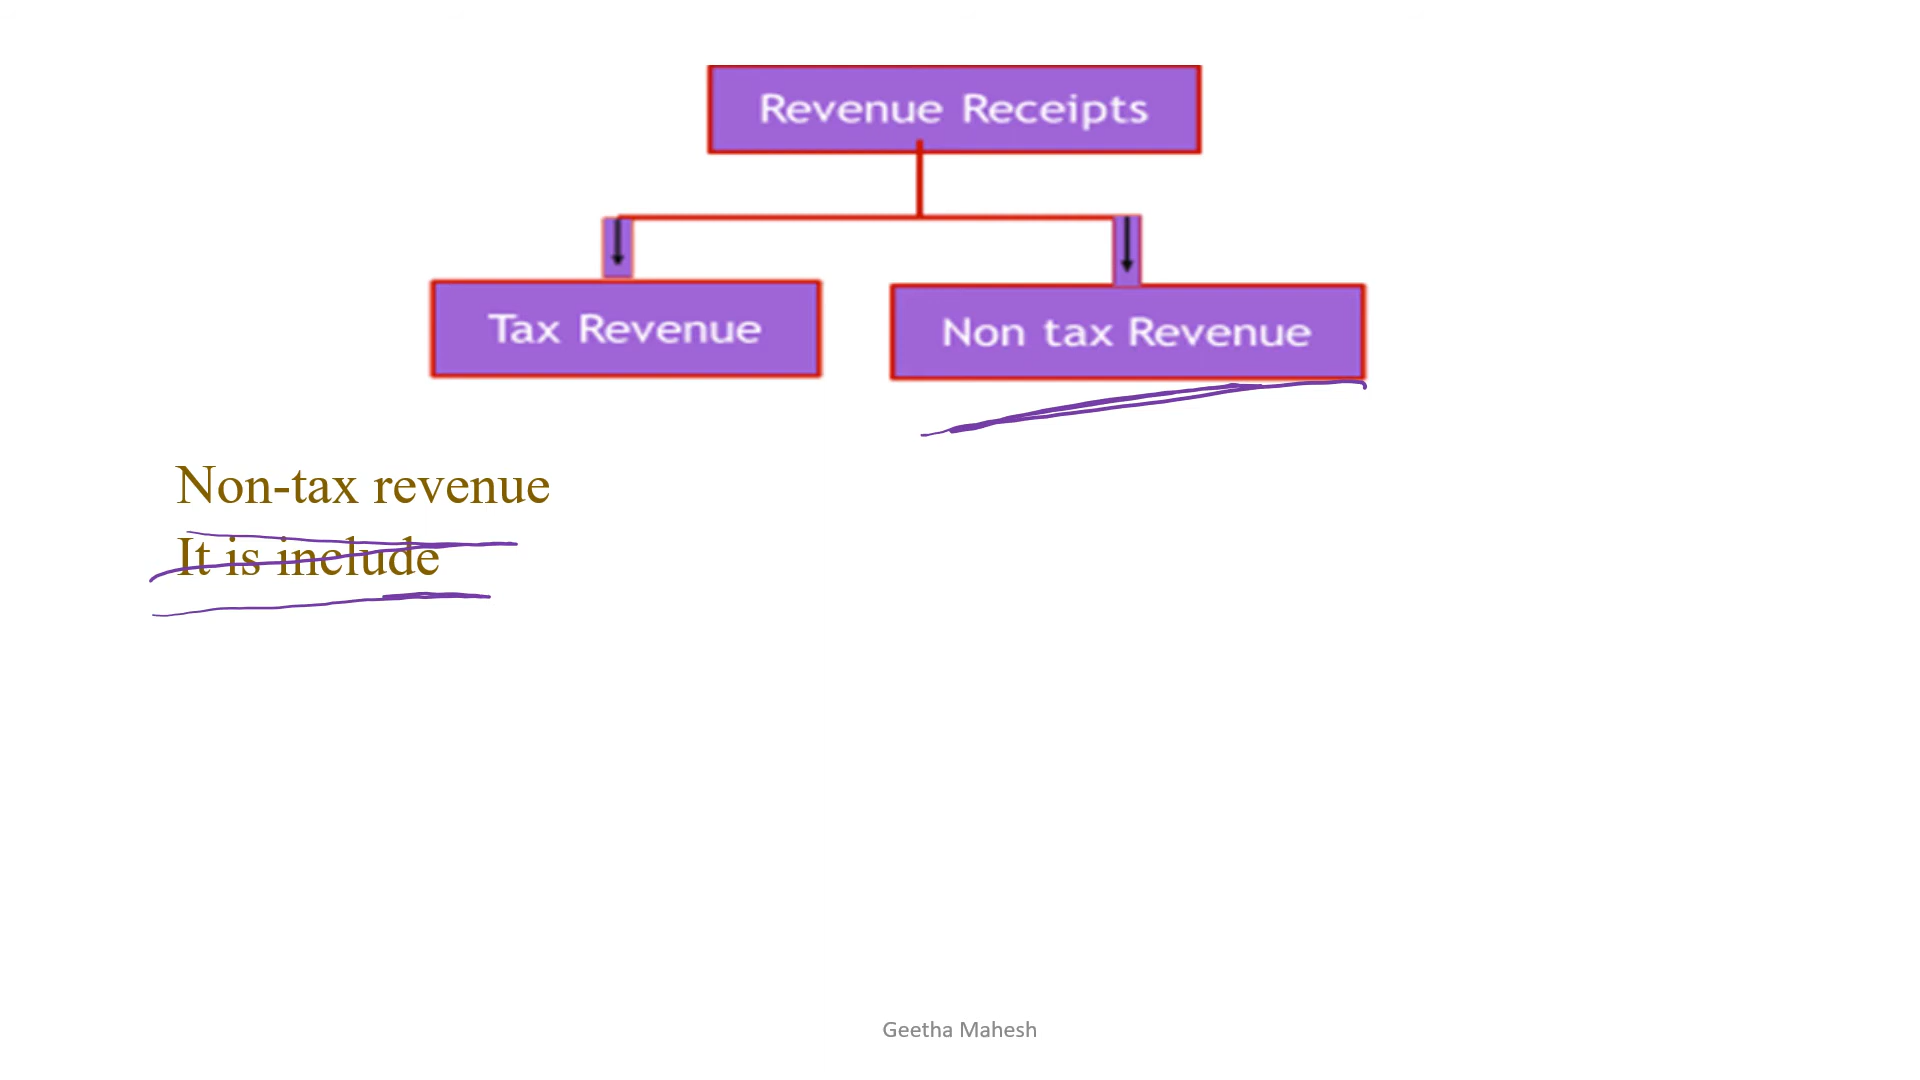 Revenue Receipts
Tax Revenue
Non tax Revenue
Non-tax revenue
It is include
Geetha Mahesh